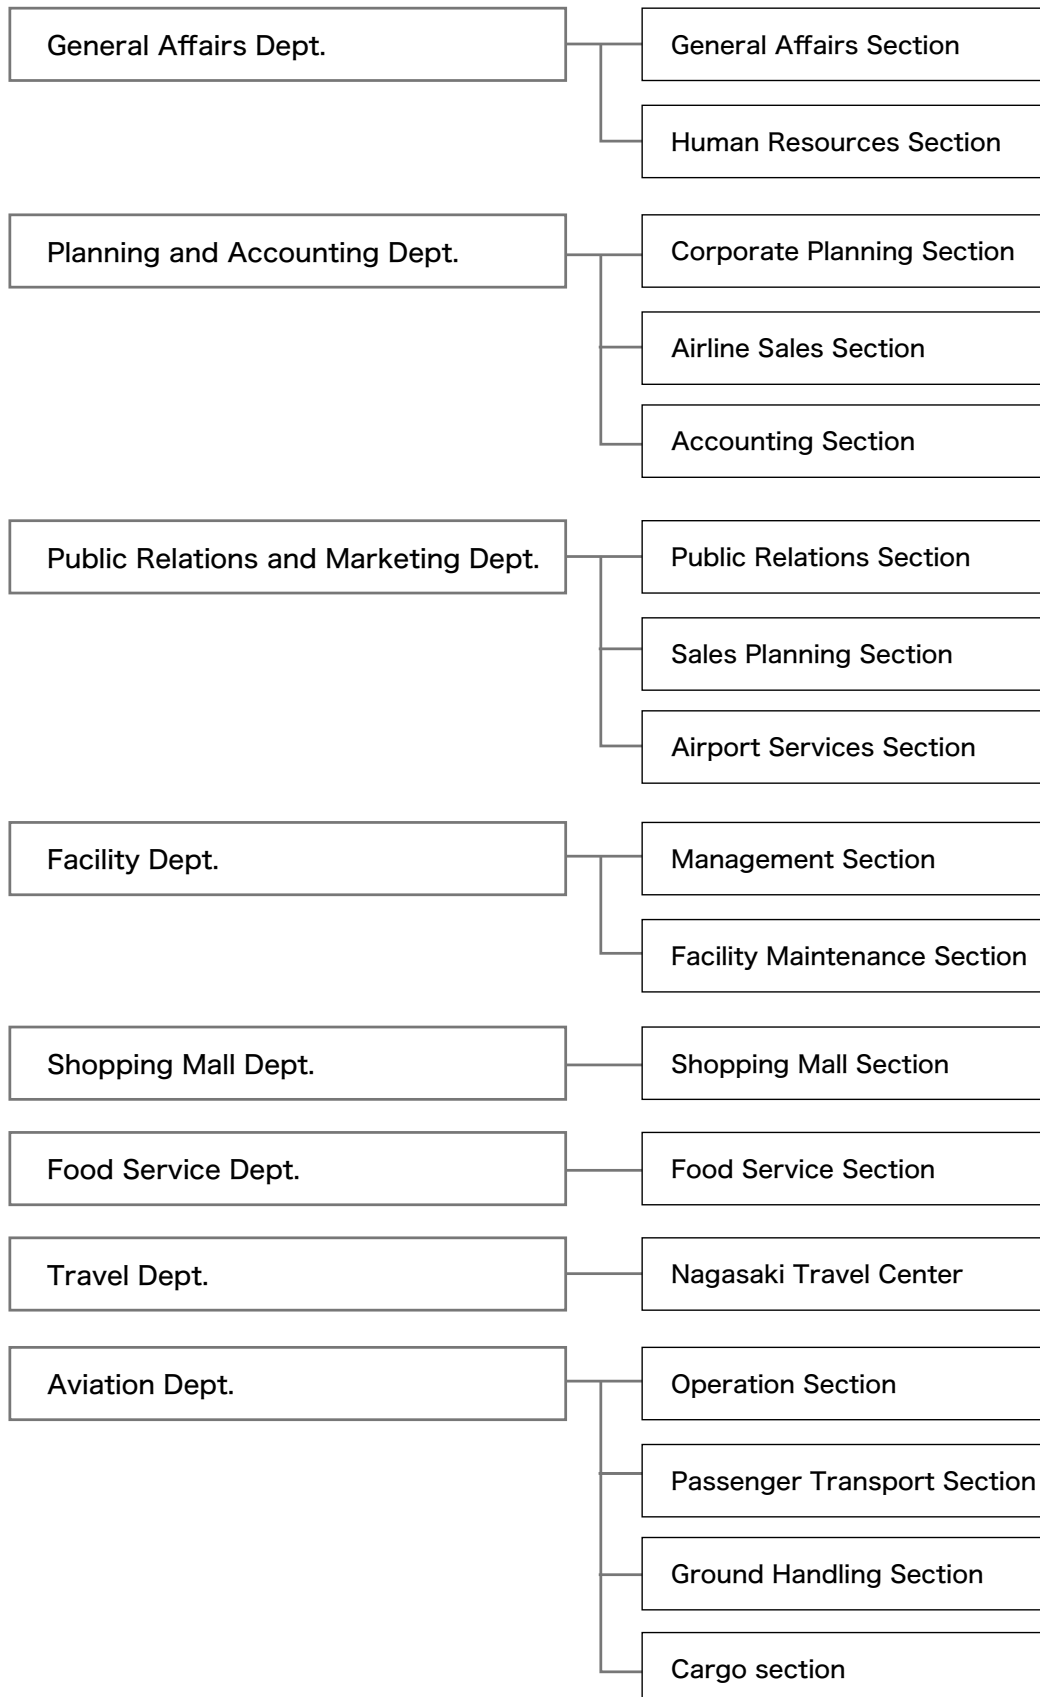 General Affairs Dept.
General Affairs Section
Human Resources Section
Planning and Accounting Dept.
Corporate Planning Section
Airline Sales Section
Accounting Section
Public Relations and Marketing Dept.
Public Relations Section
Sales Planning Section
Airport Services Section
Facility Dept.
Management Section
Facility Maintenance Section
Shopping Mall Dept.
Shopping Mall Section
Food Service Dept.
Food Service Section
Travel Dept.
Nagasaki Travel Center
Aviation Dept.
Operation Section
Passenger Transport Section
Ground Handling Section
Cargo section